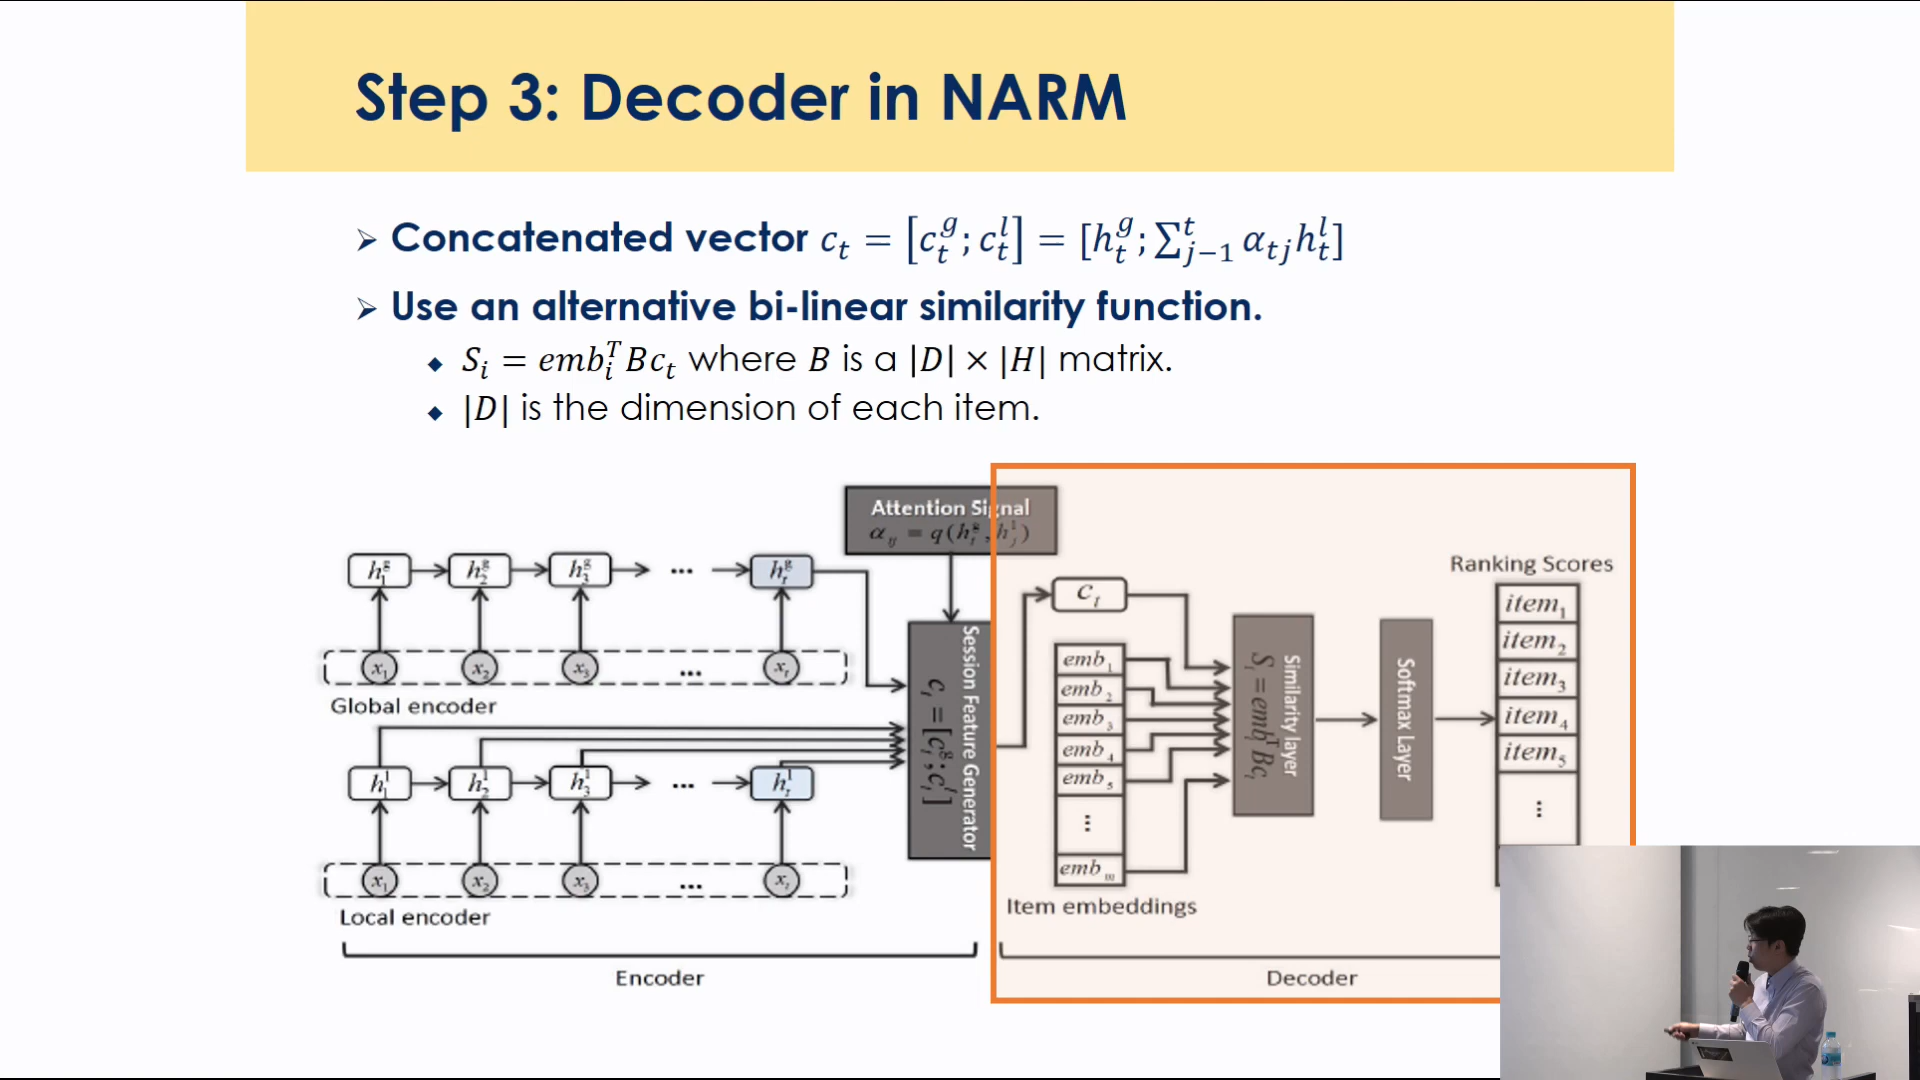 Step 3: Decoder in NARM
➢ Concatenated vector $c_t = [c_t^g; c_t^l] = [h_t^g; \sum_{j-1}^{t} \alpha_{tj} h_t^l]$
➢ Use an alternative bi-linear similarity function.
◆ $S_i = emb_i^T B c_t$ where $B$ is a $|D| \times |H|$ matrix.
◆ $|D|$ is the dimension of each item.
Attention Signal
$\alpha_{tj} = q(h_t^g, h_j^l)$
$h_1^g$ $h_2^g$ $h_3^g$ ... $h_t^g$
$x_1$ $x_2$ $x_3$ ... $x_t$
Global encoder
$h_1^l$ $h_2^l$ $h_3^l$ ... $h_t^l$
$x_1$ $x_2$ $x_3$ ... $x_t$
Local encoder
Encoder
Session Feature Generator
$c_t = [c_t^g; c_t^l]$
$c_t$
$emb_1$
$emb_2$
$emb_3$
$emb_4$
$emb_5$
⋮
$emb_m$
Item embeddings
Similarity layer
$S_i = emb_i^T B c_t$
Softmax Layer
Ranking Scores
$item_1$
$item_2$
$item_3$
$item_4$
$item_5$
⋮
Decoder